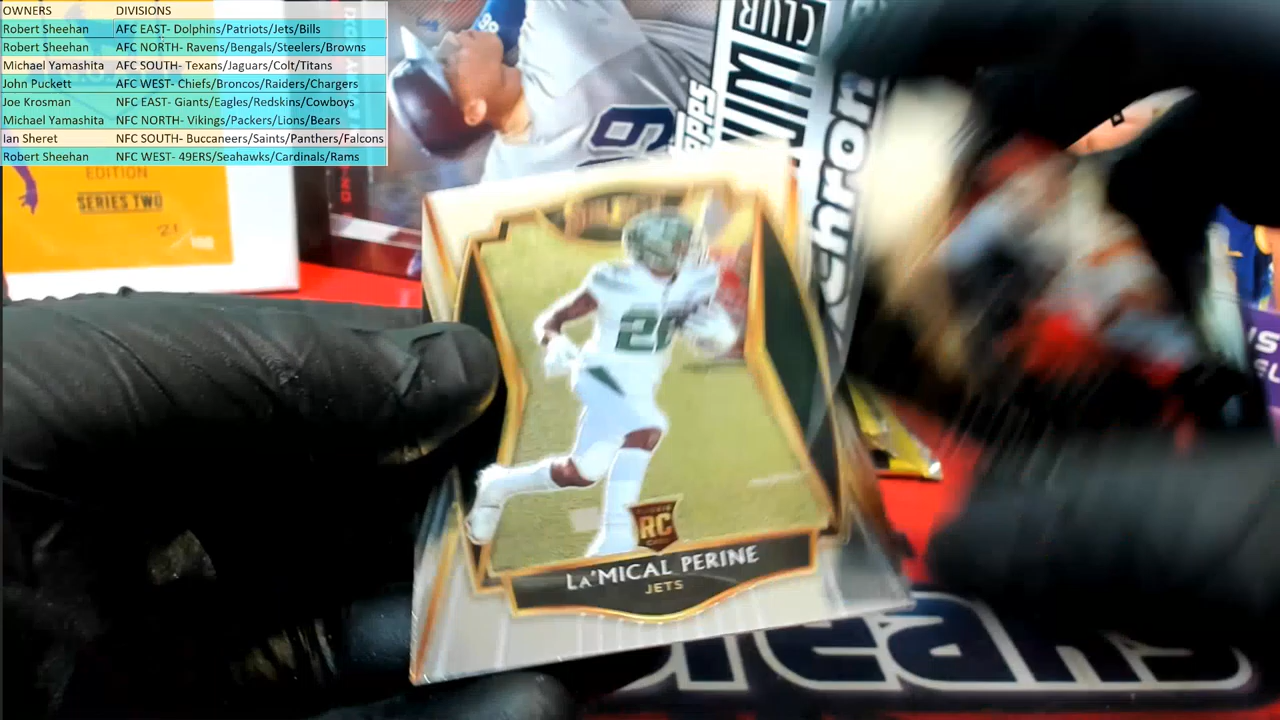 OWNERS DIVISIONS
Robert Sheehan AFC EAST- Dolphins/Patriots/Jets/Bills
Robert Sheehan AFC NORTH- Ravens/Bengals/Steelers/Browns
Michael Yamashita AFC SOUTH- Texans/Jaguars/Colt/Titans
John Puckett AFC WEST- Chiefs/Broncos/Raiders/Chargers
Joe Krosman NFC EAST- Giants/Eagles/Redskins/Cowboys
Michael Yamashita NFC NORTH- Vikings/Packers/Lions/Bears
Ian Sheret NFC SOUTH- Buccaneers/Saints/Panthers/Falcons
Robert Sheehan NFC WEST- 49ERS/Seahawks/Cardinals/Rams
EDITION
SERIES TWO
21
99
CLUB
RC
LA'MICAL PERINE
JETS